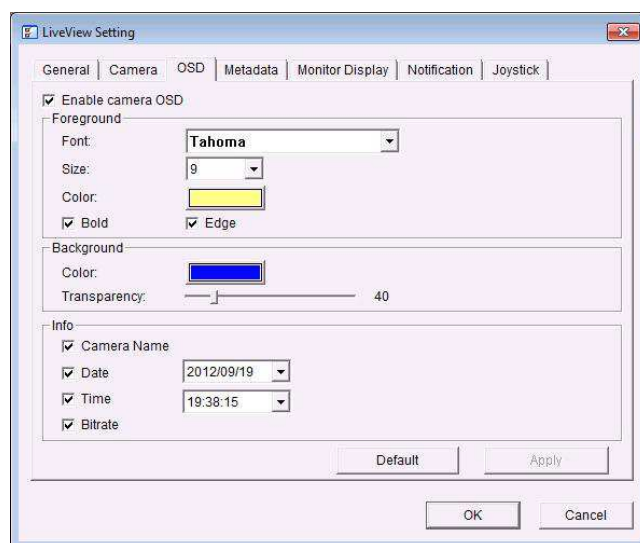 LiveView Setting
General Camera OSD Metadata Monitor Display Notification Joystick
Enable camera OSD
Foreground
Font: Tahoma
Size: 9
Color:
Bold Edge
Background
Color:
Transparency: 40
Info
Camera Name
Date 2012/09/19
Time 19:38:15
Bitrate
Default Apply
OK Cancel